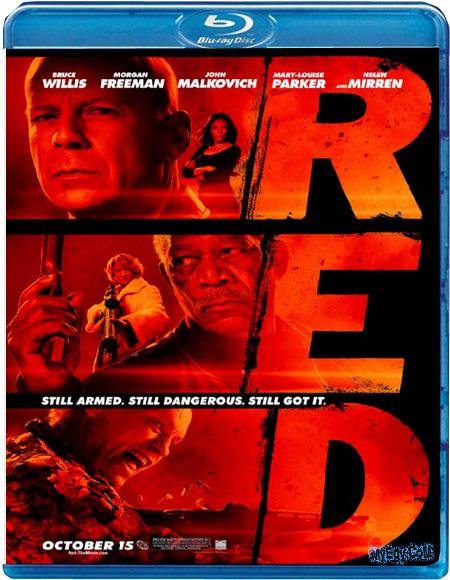 Blu-ray Disc
BRUCE WILLIS
MORGAN FREEMAN
JOHN MALKOVICH
MARY-LOUISE PARKER
AND HELEN MIRREN
RED
STILL ARMED. STILL DANGEROUS. STILL GOT IT.
OCTOBER 15